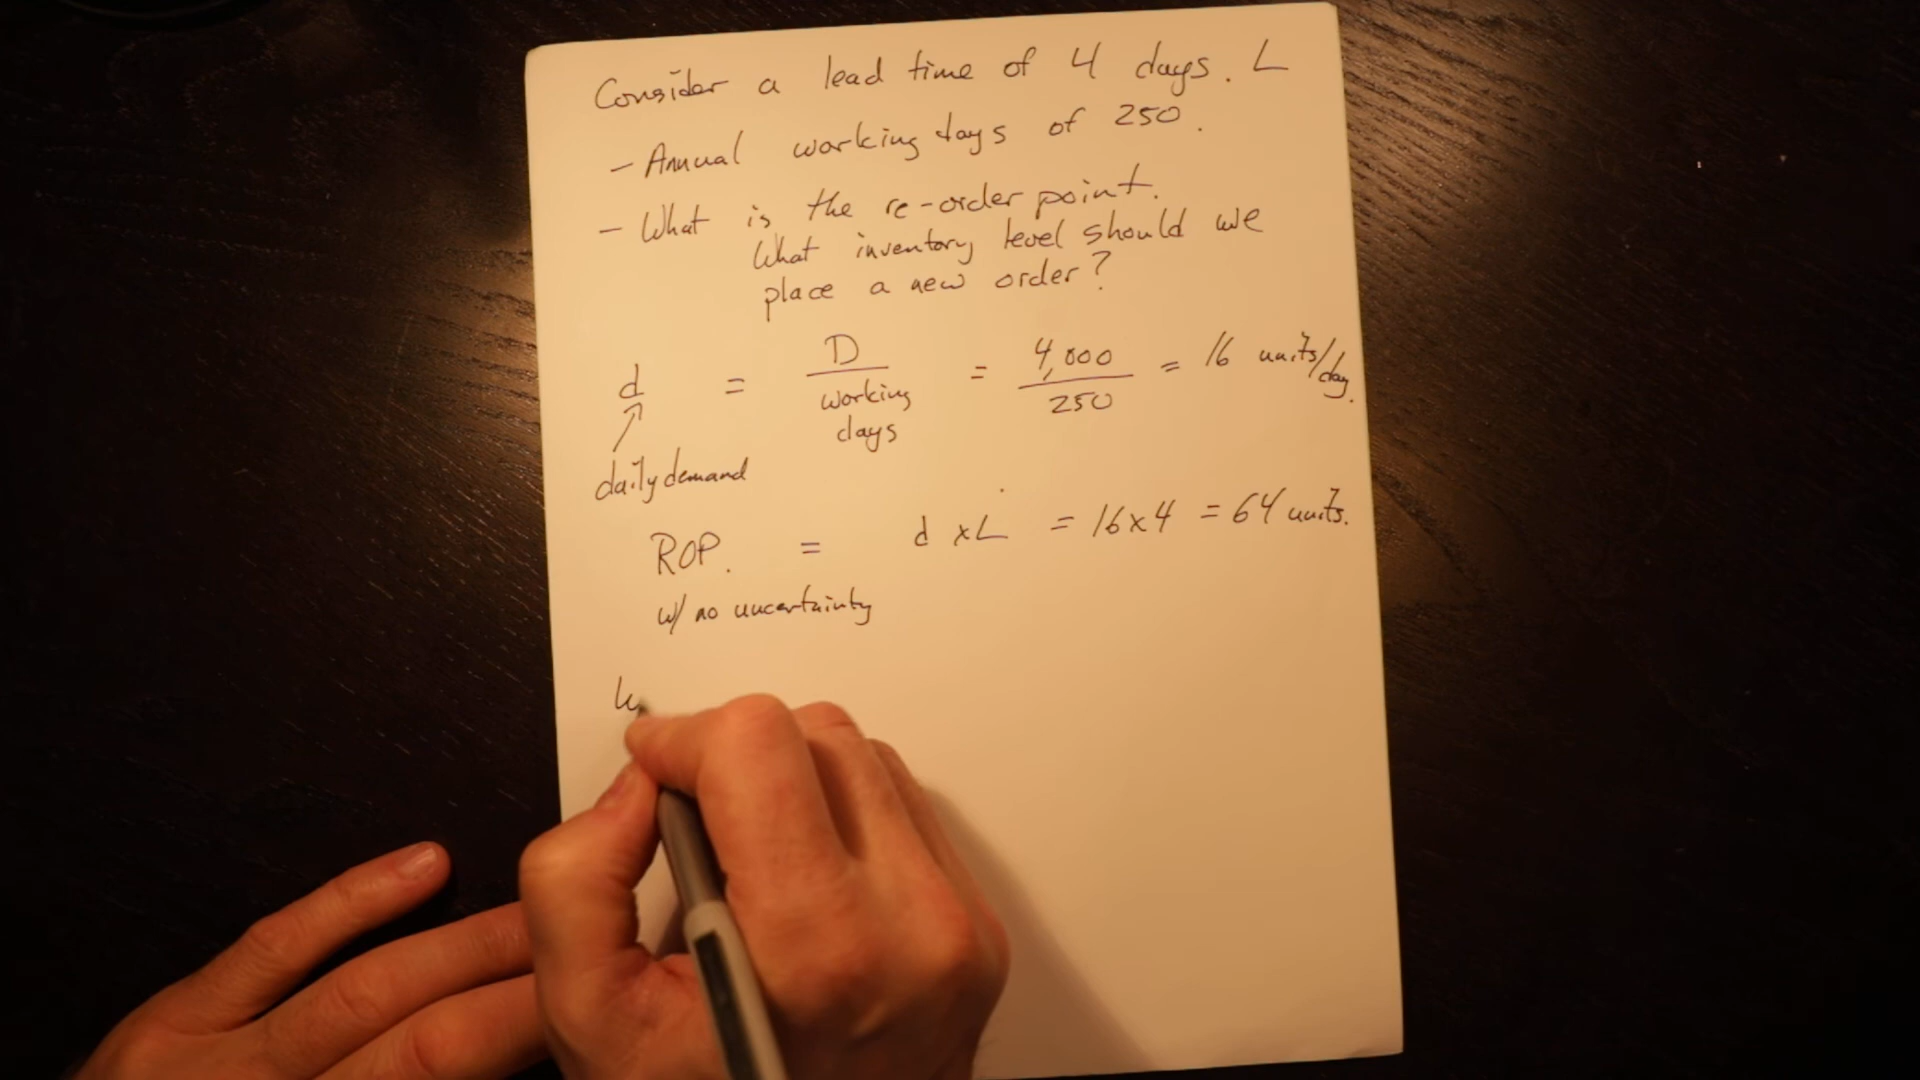 Consider a lead time of 4 days. L
- Annual working days of 250.
- What is the re-order point.
What inventory level should we
place a new order?
d = D / working days = 4,000 / 250 = 16 units/day.
↑
daily demand
ROP. = d x L = 16 x 4 = 64 units.
w/ no uncertainty